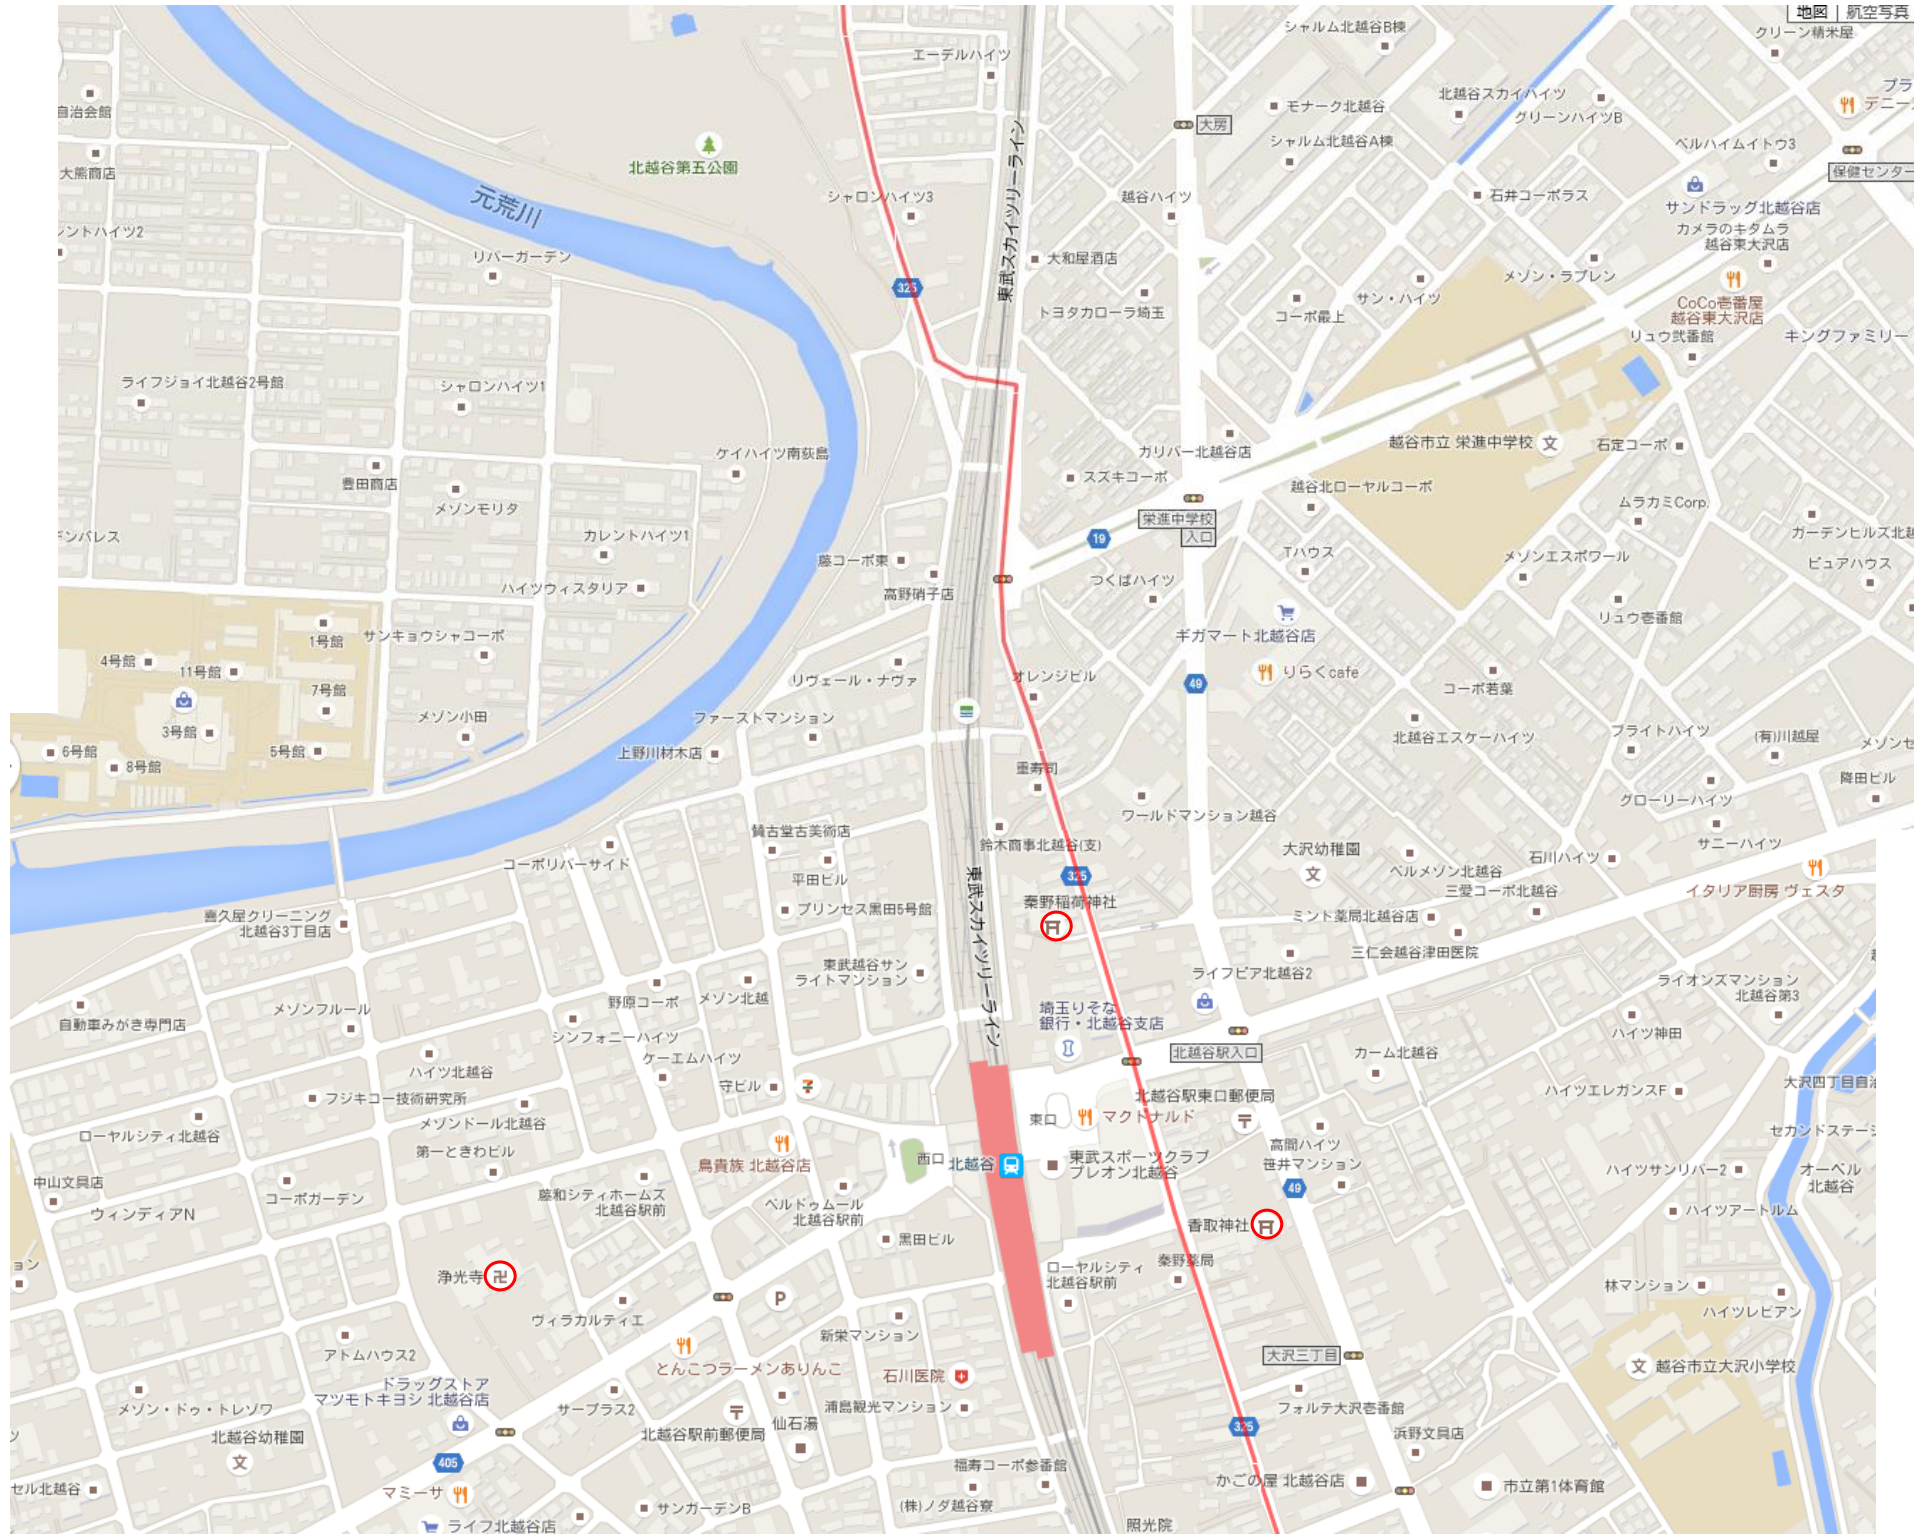 地図
航空写真
シャルム北越谷B棟
クリーン精米屋
エーデルハイツ
自治会館
モナーク北越谷
北越谷スカイハイツ
グリーンハイツB
大房
シャルム北越谷A棟
ベルハイムイトウ3
保健センター
大熊商店
北越谷第五公園
東武スカイツリーライン
元荒川
シャロンハイツ3
越谷ハイツ
石井コーポラス
サンドラッグ北越谷店
カメラのキタムラ
越谷東大沢店
リバーガーデン
大和屋酒店
メゾン・ラブレン
325
トヨタカローラ埼玉
コーポ最上
サン・ハイツ
CoCo壱番屋
越谷東大沢店
リュウ弐番館
キングファミリー
ライフジョイ北越谷2号館
シャロンハイツ1
ケイハイツ南荻島
ガリバー北越谷店
越谷市立 栄進中学校
文
石定コーポ
豊田商店
メゾンモリタ
スズキコーポ
越谷北ローヤルコーポ
ムラカミCorp.
栄進中学校
入口
19
カレントハイツ1
藤コーポ東
Tハウス
メゾンエスポワール
ピュアハウス
ハイツウィスタリア
高野硝子店
つくばハイツ
リュウ壱番館
1号館
サンキョウシャコーポ
ギガマート北越谷店
4号館
11号館
7号館
リヴェール・ナヴァ
オレンジビル
49
りらくcafe
コーポ若葉
3号館
メゾン小田
ファーストマンション
6号館
8号館
5号館
上野川材木店
北越谷エスケーハイツ
ブライトハイツ
(有)川越屋
重寿司
降田ビル
ワールドマンション越谷
グローリーハイツ
賛古堂古美術店
鈴木商事北越谷(支)
大沢幼稚園
文
石川ハイツ
サニーハイツ
コーポリバーサイド
平田ビル
325
ベルメゾン北越谷
三愛コーポ北越谷
イタリア厨房 ヴェスタ
喜久屋クリーニング
北越谷3丁目店
プリンセス黒田5号館
東武スカイツリーライン
秦野稲荷神社
ミント薬局北越谷店
三仁会越谷津田医院
東武越谷サン
ライトマンション
ライフピア北越谷2
ライオンズマンション
北越谷第3
自動車みがき専門店
メゾンフルール
野原コーポ
メゾン北越
シンフォニーハイツ
埼玉りそな
銀行・北越谷支店
ハイツ神田
ケーエムハイツ
北越谷駅入口
カーム北越谷
ハイツ北越谷
フジキコー技術研究所
守ビル
北越谷駅東口郵便局
ハイツエレガンスF
メゾンドール北越谷
東口
マクドナルド
ローヤルシティ北越谷
第一ときわビル
鳥貴族 北越谷店
西口
北越谷
東武スポーツクラブ
プレオン北越谷
高間ハイツ
笹井マンション
ハイツサンリバー2
オーベル
北越谷
中山文具店
ウィンディアN
コーポガーデン
藤和シティホームズ
北越谷駅前
ベルドゥムール
北越谷駅前
49
ハイツアートルム
黒田ビル
香取神社
浄光寺
ローヤルシティ
北越谷駅前
秦野薬局
P
林マンション
ハイツレビアン
ヴィラカルティエ
新栄マンション
アトムハウス2
とんこつラーメンありんこ
石川医院
大沢三丁目
文
越谷市立大沢小学校
ドラッグストア
マツモトキヨシ 北越谷店
メゾン・ドゥ・トレゾワ
サープラス2
浦島観光マンション
フォルテ大沢壱番館
北越谷幼稚園
文
北越谷駅前郵便局
仙石湯
325
浜野文具店
405
福寿コーポ参番館
かごの屋 北越谷店
市立第1体育館
マミーサ
サンガーデンB
(株)ノダ越谷寮
ライフ北越谷店
照光院